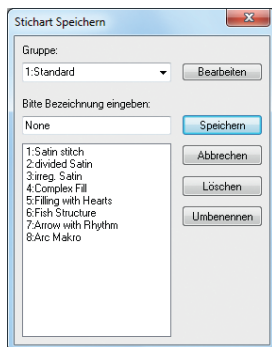 Stichart Speichern
Gruppe:
1:Standard
Bearbeiten
Bitte Bezeichnung eingeben:
None
Speichern
1:Satin stitch
2:divided Satin
3:irreg. Satin
4:Complex Fill
5:Filling with Hearts
6:Fish Structure
7:Arrow with Rhythm
8:Arc Makro
Abbrechen
Löschen
Umbenennen